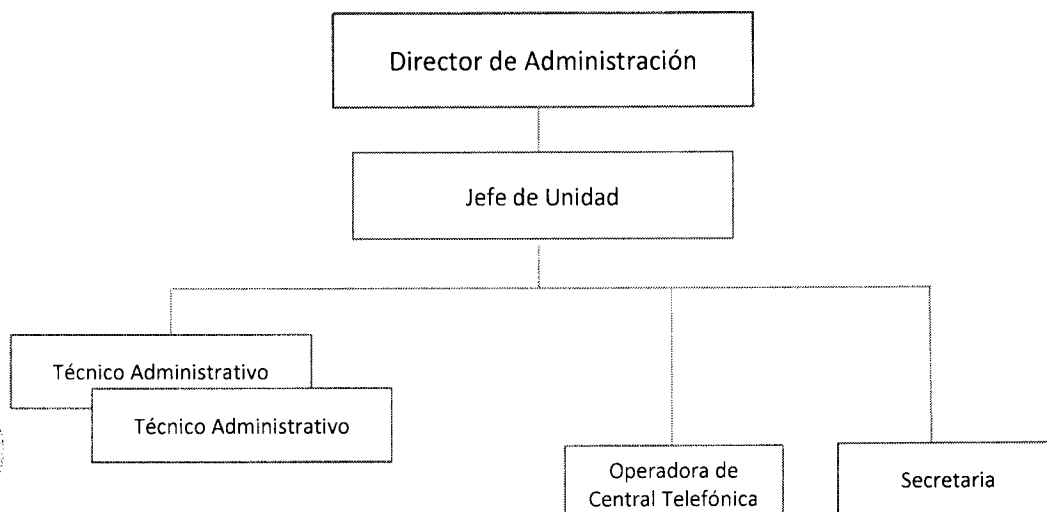 Director de Administración
Jefe de Unidad
Técnico Administrativo
Técnico Administrativo
Operadora de
Central Telefónica
Secretaria